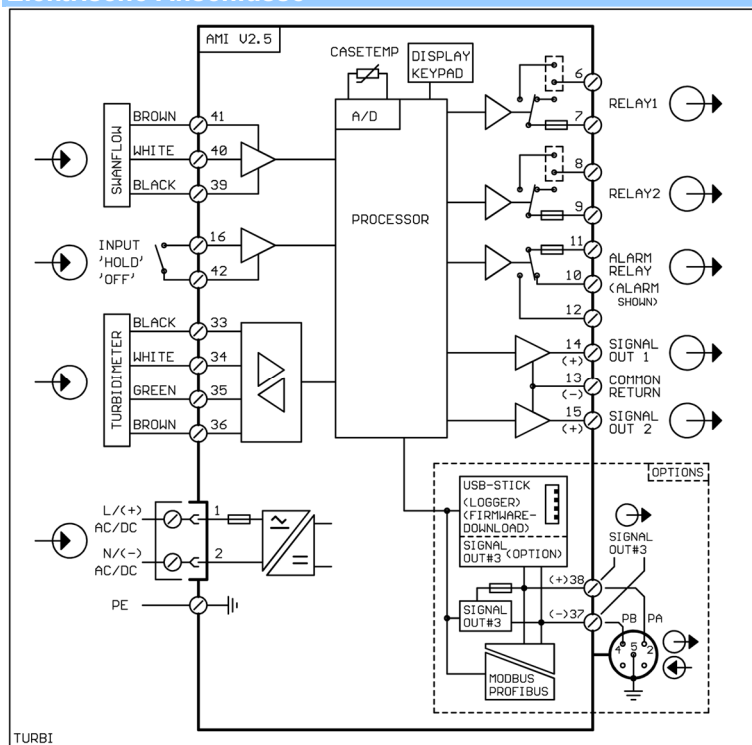 AMI V2.5
CASETEMP
DISPLAY
KEYPAD
A/D
PROCESSOR
SWANFLOW
BROWN 41
WHITE 40
BLACK 39
INPUT
'HOLD'
'OFF'
16
42
TURBIDIMETER
BLACK 33
WHITE 34
GREEN 35
BROWN 36
L/(+)
AC/DC
1
N/(-)
AC/DC
2
PE
6
RELAY1
7
8
RELAY2
9
11
ALARM
RELAY
10
(ALARM
SHOWN)
12
14
(+)
SIGNAL
OUT 1
13
(-)
COMMON
RETURN
15
(+)
SIGNAL
OUT 2
OPTIONS
USB-STICK
(LOGGER)
(FIRMWARE-
DOWNLOAD)
SIGNAL
OUT#3 (OPTION)
SIGNAL
OUT#3
(+)38
SIGNAL
OUT#3
(-)37
PB PA
4 5 2
MODBUS
PROFIBUS
TURBI